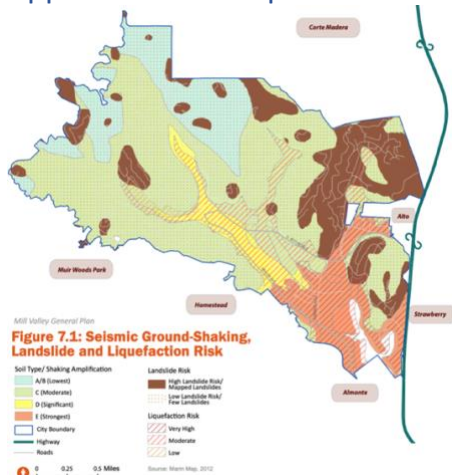 Corte Madera
Alto
Muir Woods Park
Homestead
Strawberry
Almonte
Mill Valley General Plan
Figure 7.1: Seismic Ground-Shaking,
Landslide and Liquefaction Risk
Soil Type/ Shaking Amplification
A/B (Lowest)
C (Moderate)
D (Significant)
E (Strongest)
City Boundary
Highway
Roads
0 0.25 0.5 Miles
Landslide Risk
High Landslide Risk/
Mapped Landslides
Low Landslide Risk/
Few Landslides
Liquefaction Risk
Very High
Moderate
Low
Source: Marin Map, 2012